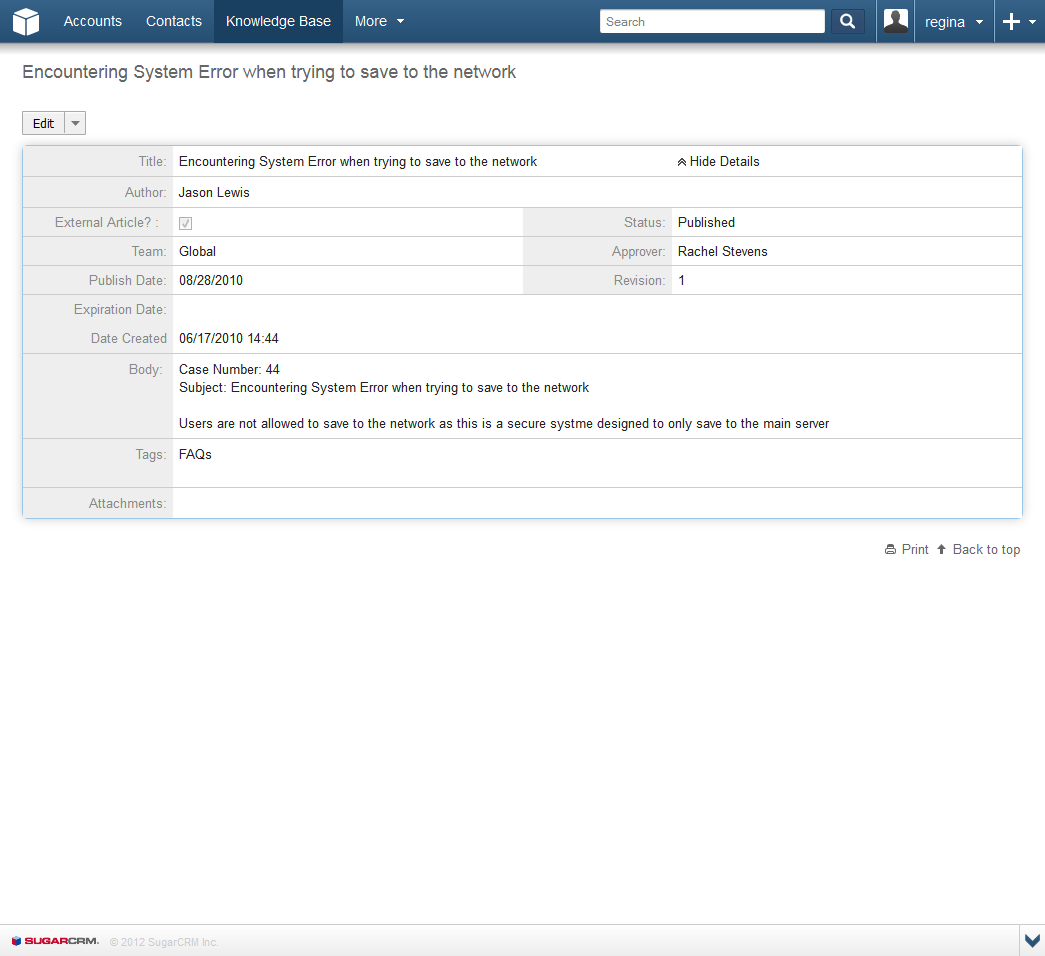 Accounts Contacts Knowledge Base More Search regina
Encountering System Error when trying to save to the network
Edit
Title: Encountering System Error when trying to save to the network Hide Details
Author: Jason Lewis
External Article? : Status: Published
Team: Global Approver: Rachel Stevens
Publish Date: 08/28/2010 Revision: 1
Expiration Date:
Date Created 06/17/2010 14:44
Body: Case Number: 44
Subject: Encountering System Error when trying to save to the network
Users are not allowed to save to the network as this is a secure systme designed to only save to the main server
Tags: FAQs
Attachments:
Print Back to top
SUGARCRM. © 2012 SugarCRM Inc.